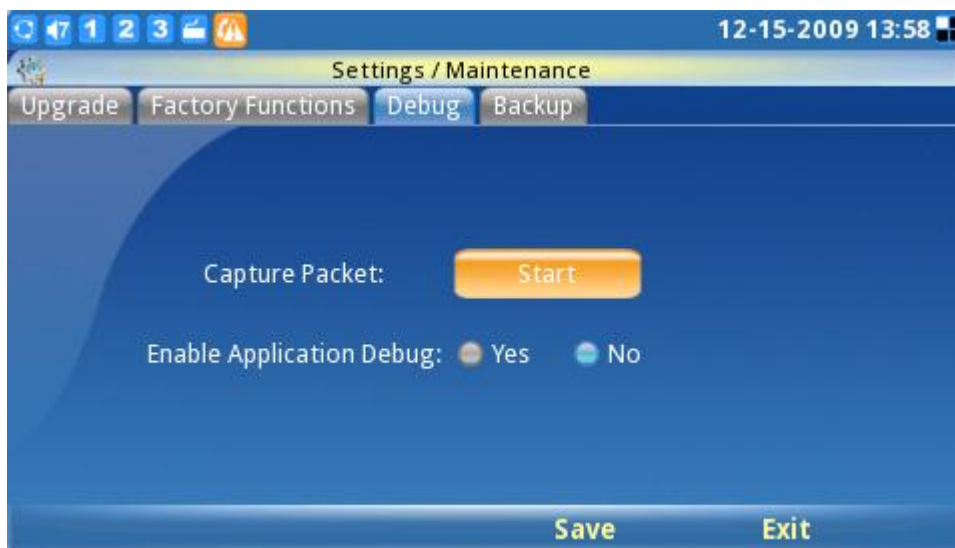 7 1 2 3 12-15-2009 13:58
Settings / Maintenance
Upgrade Factory Functions Debug Backup
Capture Packet: Start
Enable Application Debug: Yes No
Save Exit